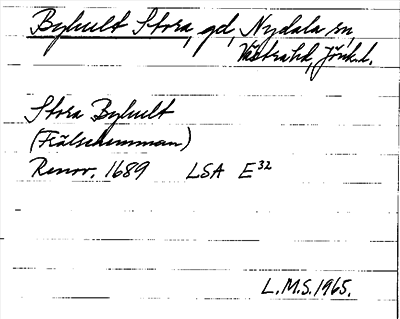 Byhult Stora, gd, Nydala sn,
Västra hd, Jönk. l.
Stora Byhult
(Frälsehemman)
Renov. 1689 LSA E32
L.M.S. 1965.